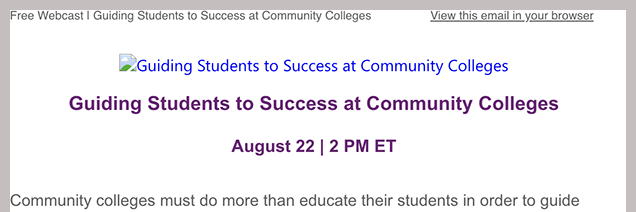 Free Webcast | Guiding Students to Success at Community Colleges View this email in your browser
Guiding Students to Success at Community Colleges
Guiding Students to Success at Community Colleges
August 22 | 2 PM ET
Community colleges must do more than educate their students in order to guide